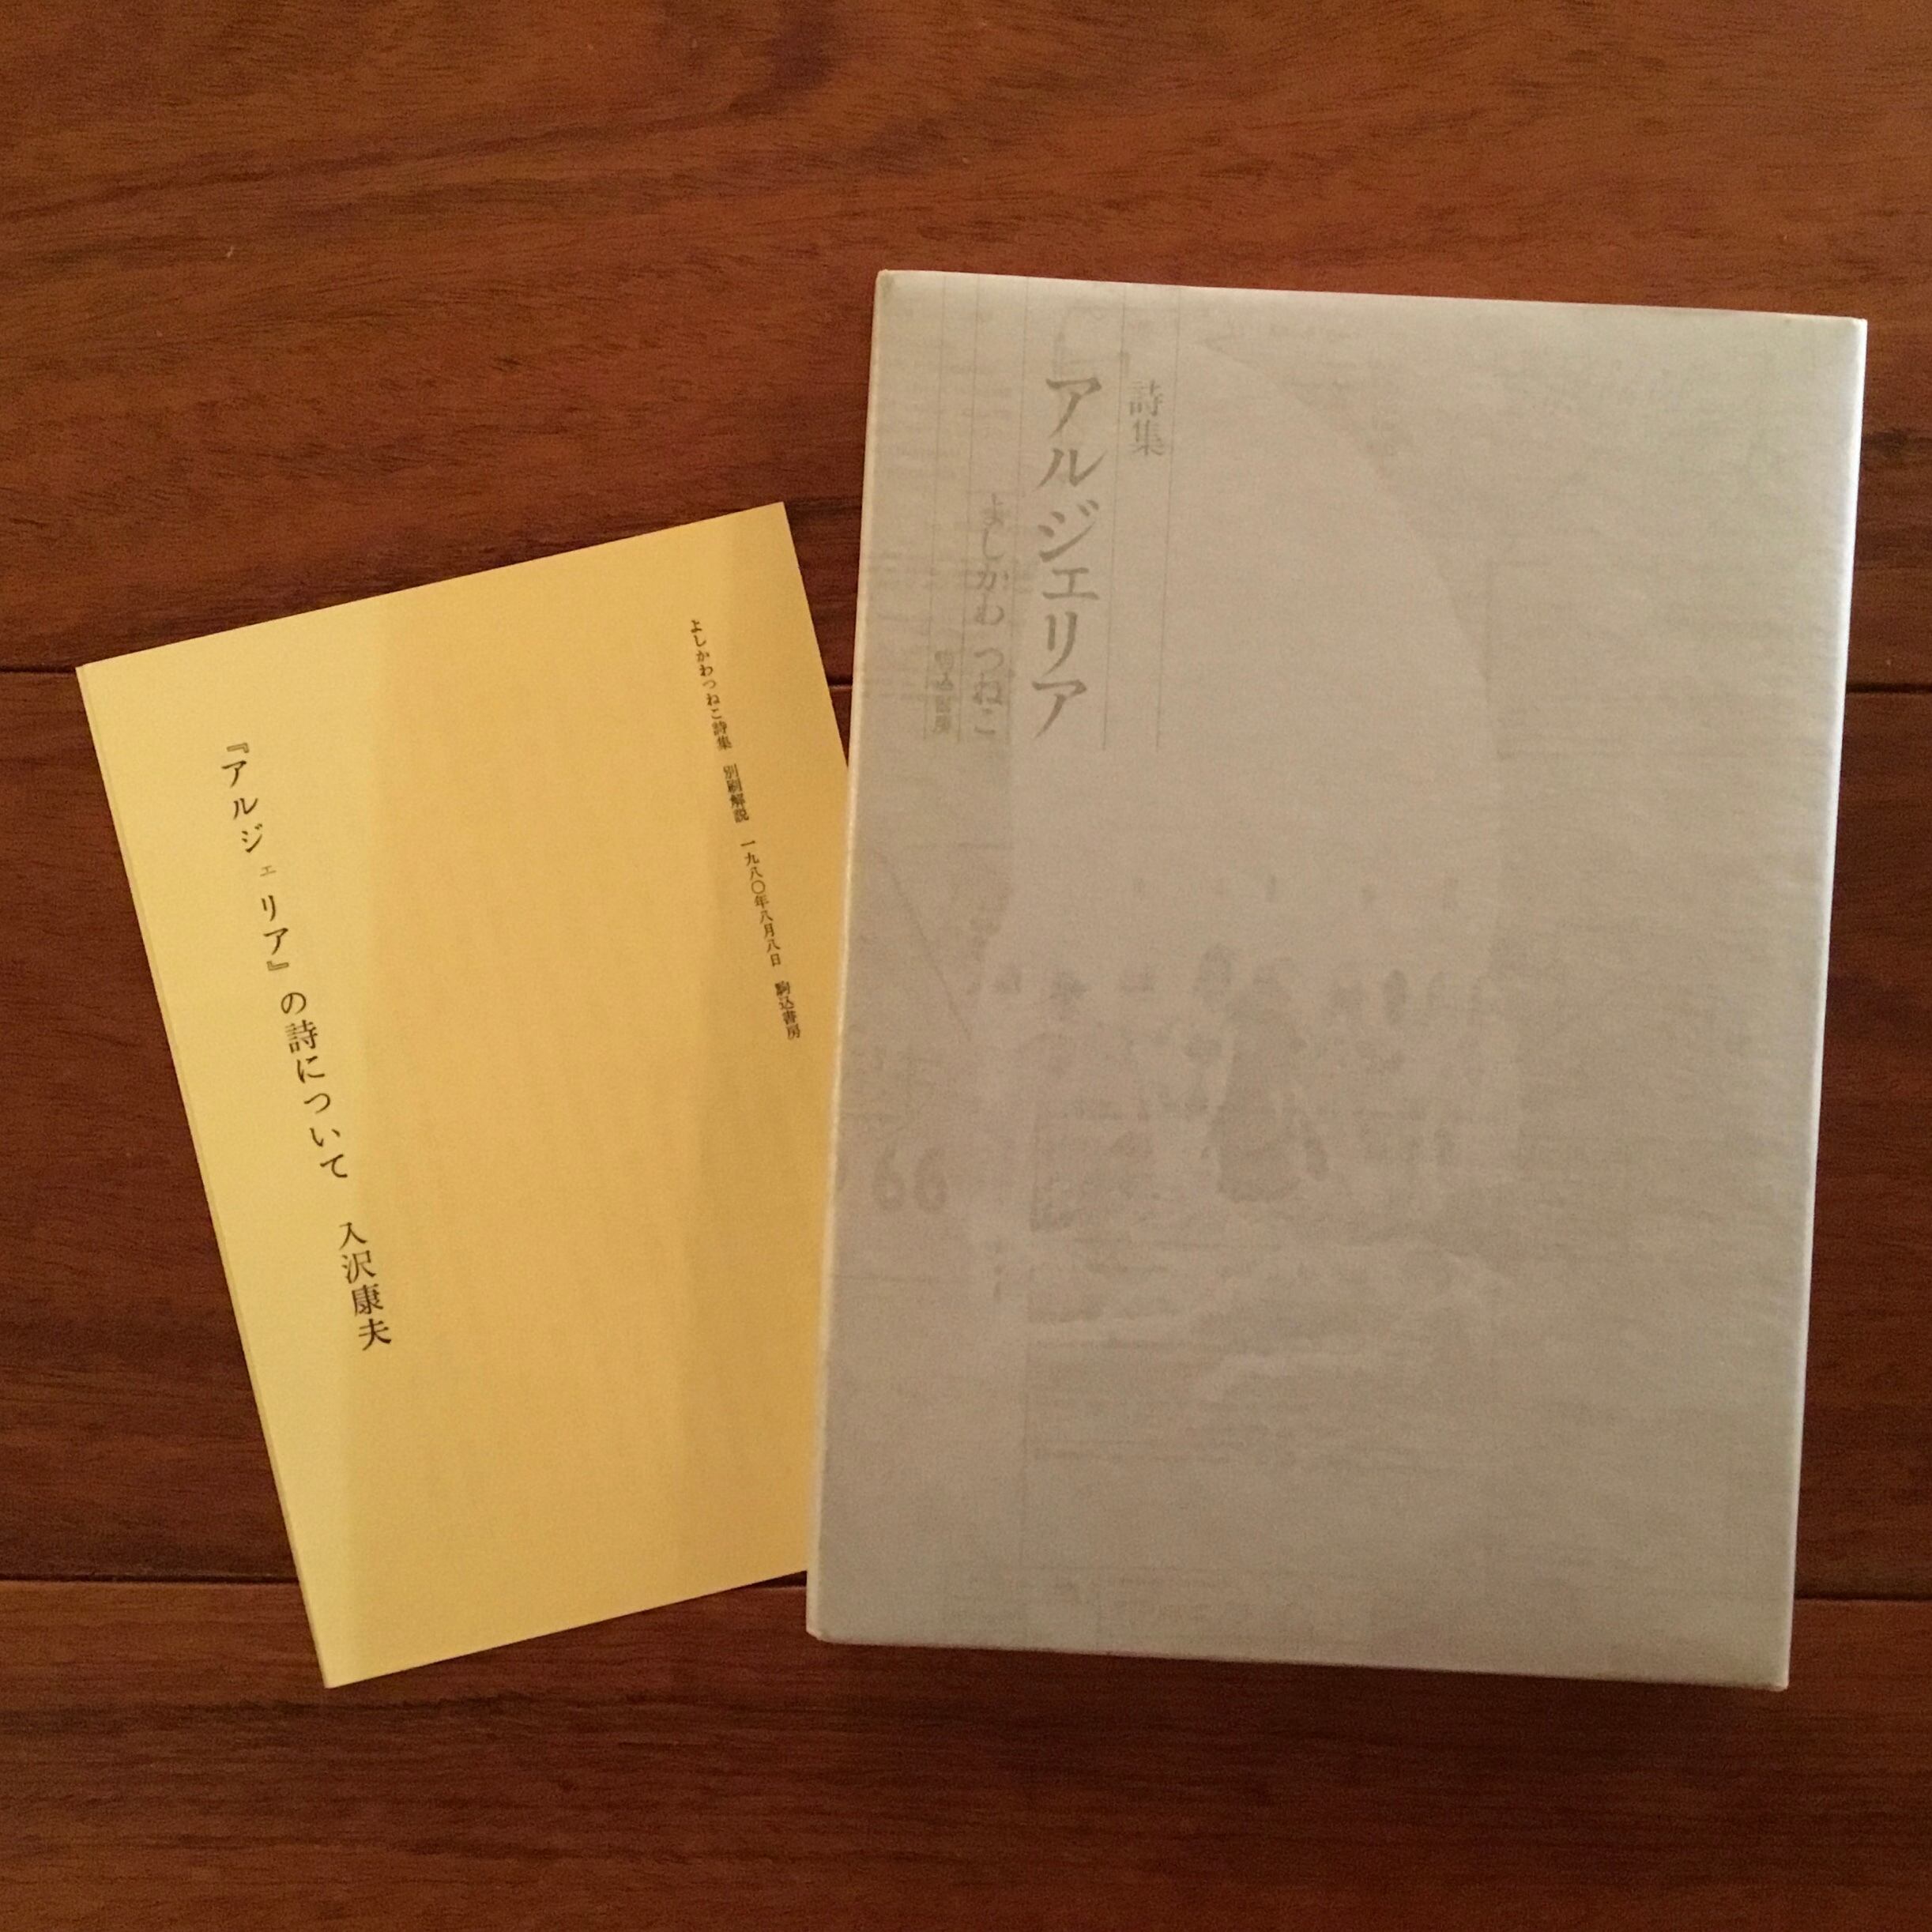 詩集
アルジェリア
よしかわつねこ
駒込書房
66
よしかわつねこ詩集　別刷解説　一九八〇年八月八日　駒込書房
『アルジェリア』の詩について　入沢康夫